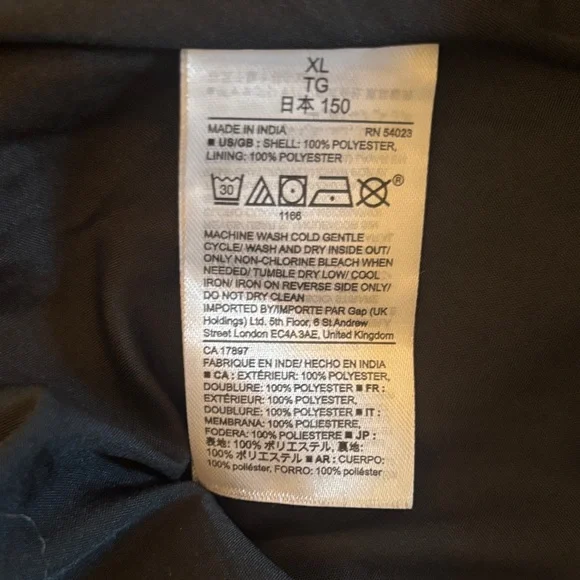 XL
TG
日本 150
MADE IN INDIA RN 54023
■ US/GB : SHELL: 100% POLYESTER,
LINING: 100% POLYESTER
30
®
1166
MACHINE WASH COLD GENTLE
CYCLE/ WASH AND DRY INSIDE OUT/
ONLY NON-CHLORINE BLEACH WHEN
NEEDED/ TUMBLE DRY LOW/ COOL
IRON/ IRON ON REVERSE SIDE ONLY/
DO NOT DRY CLEAN
IMPORTED BY/IMPORTE PAR Gap (UK
Holdings) Ltd. 5th Floor, 6 St Andrew
Street London EC4A 3AE, United Kingdom
CA 17897
FABRIQUE EN INDE/ HECHO EN INDIA
■ CA : EXTÉRIEUR: 100% POLYESTER,
DOUBLURE: 100% POLYESTER ■ FR :
EXTÉRIEUR: 100% POLYESTER,
DOUBLURE: 100% POLYESTER ■ IT :
MEMBRANA: 100% POLIESTERE,
FODERA: 100% POLIESTERE ■ JP :
表地: 100% ポリエステル, 裏地:
100% ポリエステル ■ AR : CUERPO:
100% poliéster, FORRO: 100% poliéster